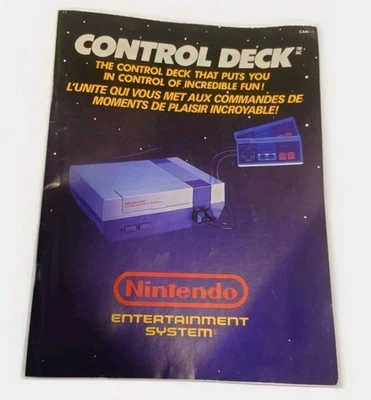 CONTROL DECK™
THE CONTROL DECK THAT PUTS YOU
IN CONTROL OF INCREDIBLE FUN!
L'UNITE QUI VOUS MET AUX COMMANDES DE
MOMENTS DE PLAISIR INCROYABLE!
Nintendo
ENTERTAINMENT
SYSTEM